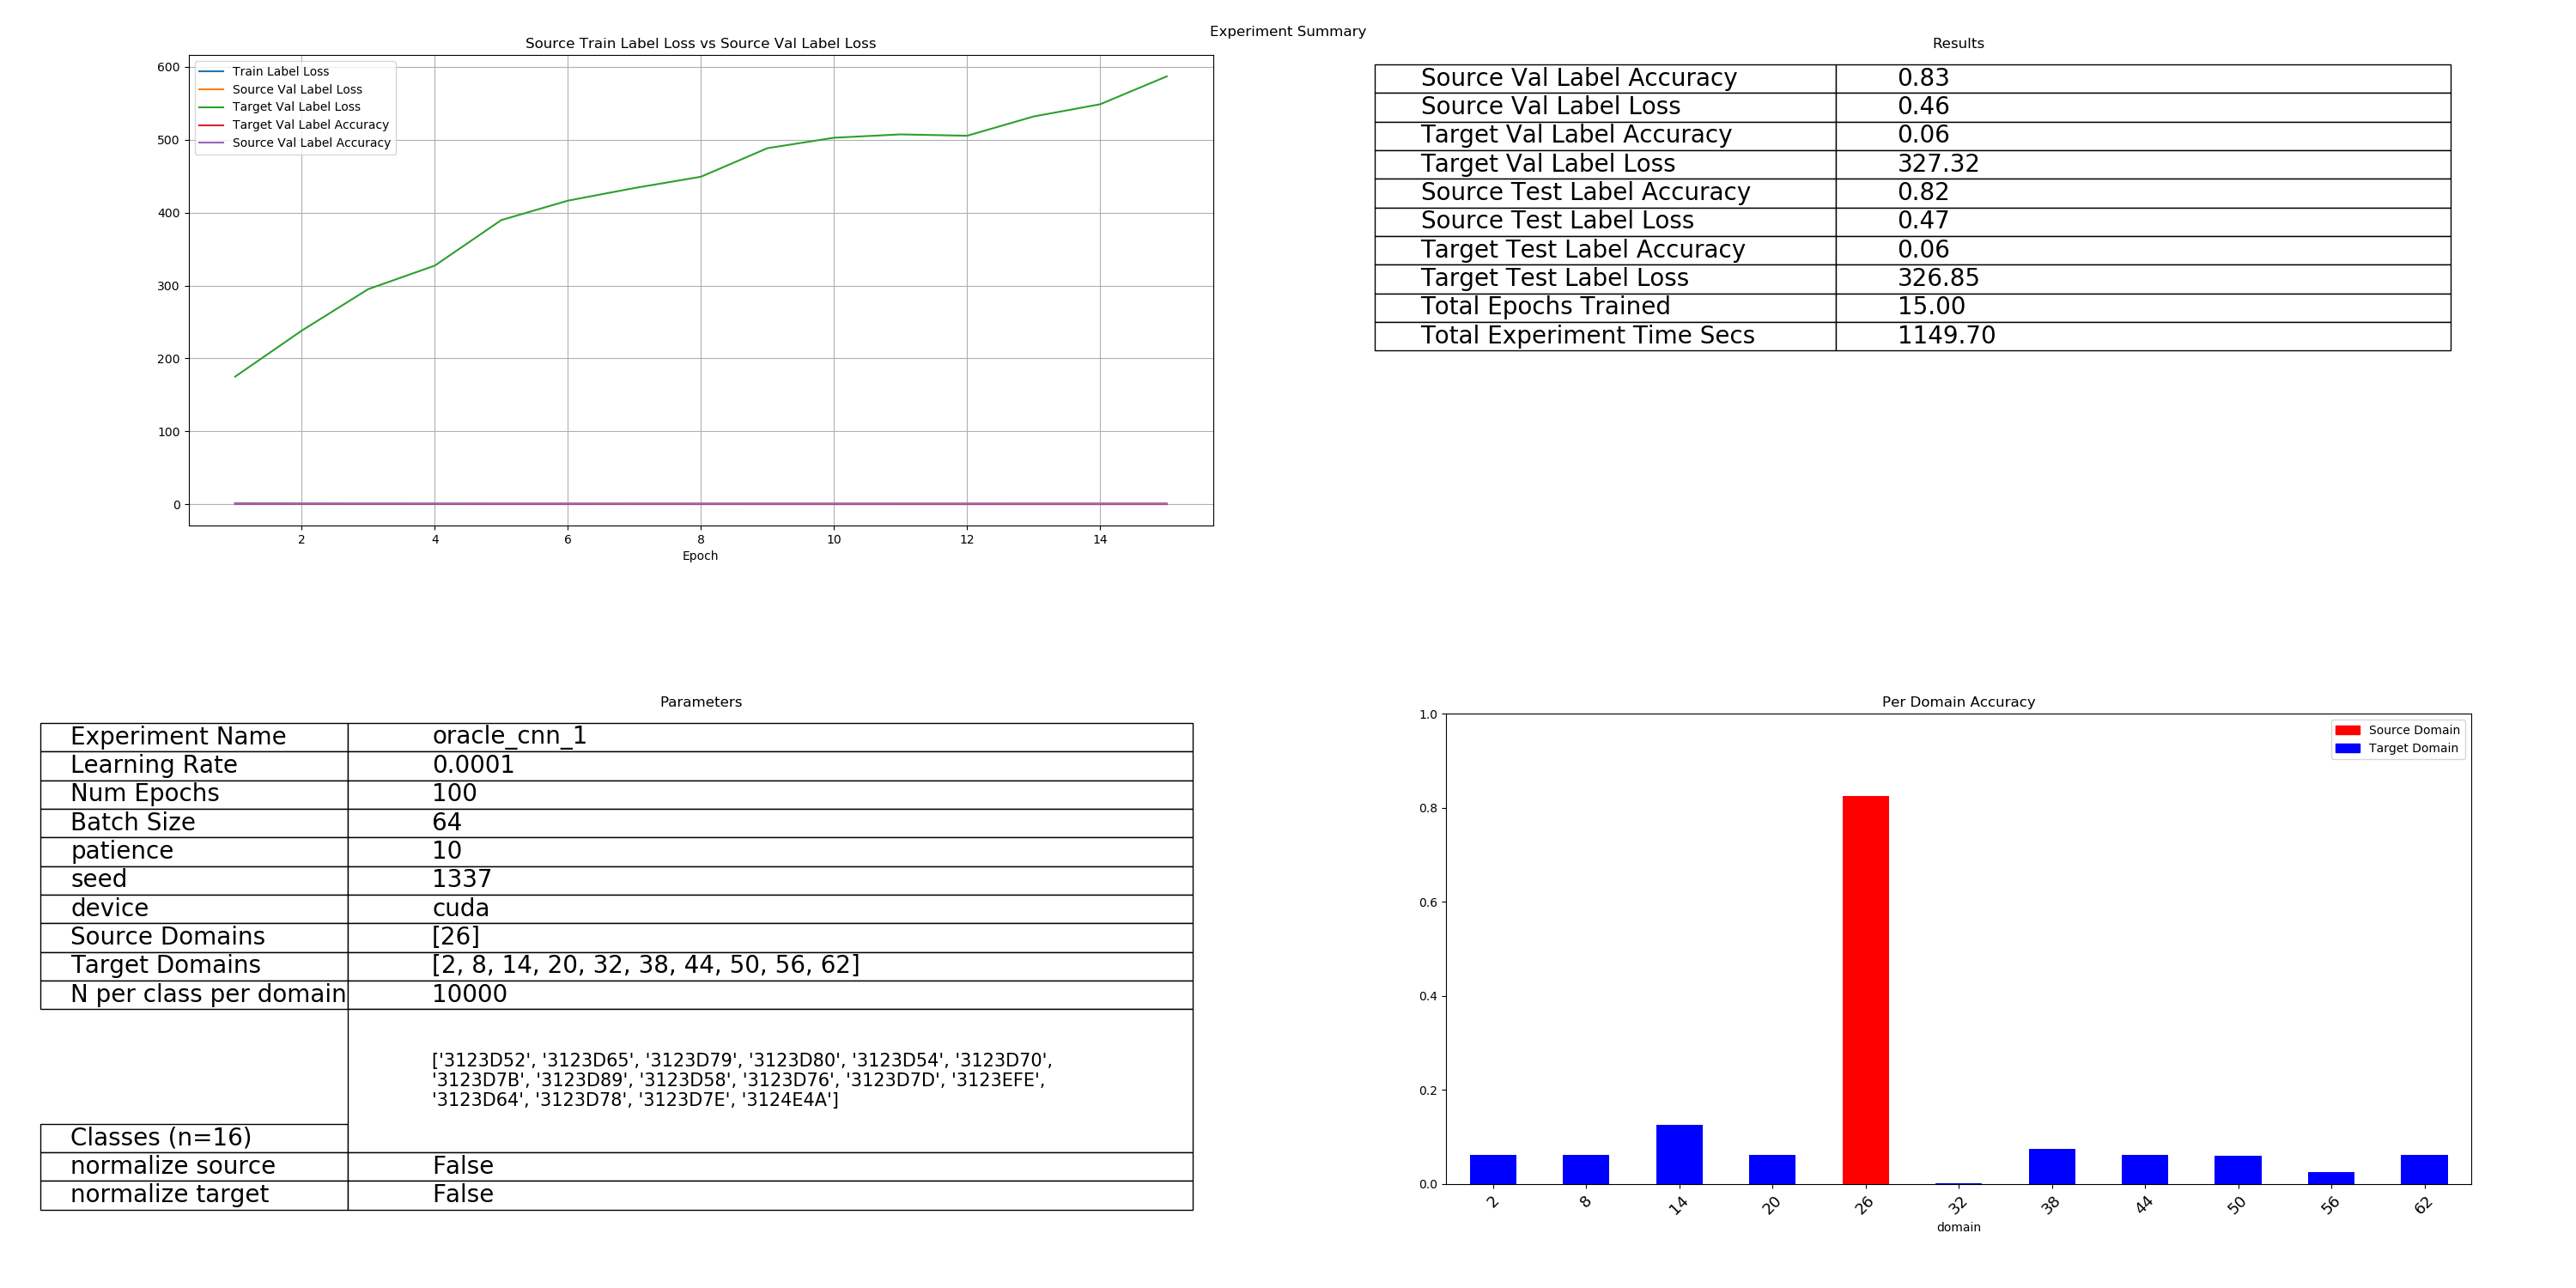 Experiment Summary
Source Train Label Loss vs Source Val Label Loss
600
500
400
300
200
100
0
Train Label Loss
Source Val Label Loss
Target Val Label Loss
Target Val Label Accuracy
Source Val Label Accuracy
2 4 6 8 10 12 14
Epoch
Results
Source Val Label Accuracy 0.83
Source Val Label Loss 0.46
Target Val Label Accuracy 0.06
Target Val Label Loss 327.32
Source Test Label Accuracy 0.82
Source Test Label Loss 0.47
Target Test Label Accuracy 0.06
Target Test Label Loss 326.85
Total Epochs Trained 15.00
Total Experiment Time Secs 1149.70
Parameters
Experiment Name oracle_cnn_1
Learning Rate 0.0001
Num Epochs 100
Batch Size 64
patience 10
seed 1337
device cuda
Source Domains [26]
Target Domains [2, 8, 14, 20, 32, 38, 44, 50, 56, 62]
N per class per domain 10000
['3123D52', '3123D65', '3123D79', '3123D80', '3123D54', '3123D70',
'3123D7B', '3123D89', '3123D58', '3123D76', '3123D7D', '3123EFE',
'3123D64', '3123D78', '3123D7E', '3124E4A']
Classes (n=16)
normalize source False
normalize target False
Per Domain Accuracy
1.0
0.8
0.6
0.4
0.2
0.0
Source Domain
Target Domain
2 8 14 20 26 32 38 44 50 56 62
domain